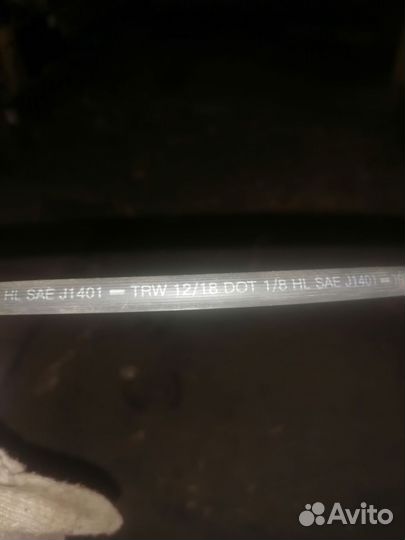 HL SAE J1401 — TRW 12/18 DOT 1/8 HL SAE J1401 —
Avito